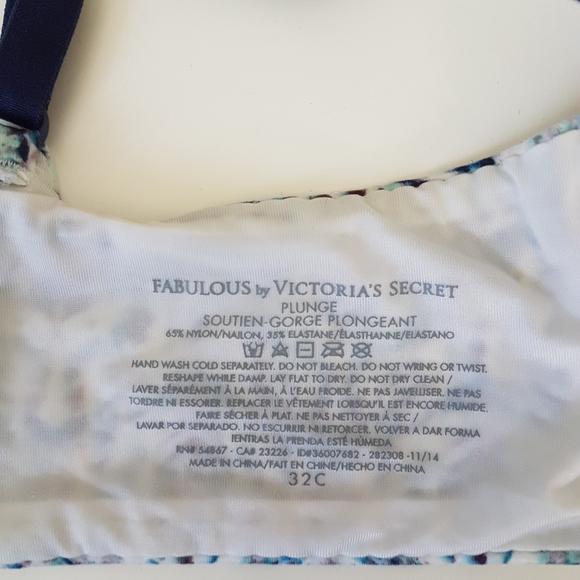 FABULOUS by VICTORIA'S SECRET
PLUNGE
SOUTIEN-GORGE PLONGEANT
65% NYLON/NAILON, 35% ELASTANE/ÉLASTHANNE/ELASTANO
HAND WASH COLD SEPARATELY. DO NOT BLEACH. DO NOT WRING OR TWIST.
RESHAPE WHILE DAMP. LAY FLAT TO DRY. DO NOT DRY CLEAN /
LAVER SÉPARÉMENT À LA MAIN, À L'EAU FROIDE. NE PAS JAVELLISER. NE PAS
TORDRE NI ESSORER. REPLACER LE VÊTEMENT LORSQU'IL EST ENCORE HUMIDE.
FAIRE SÉCHER À PLAT. NE PAS NETTOYER À SEC /
LAVAR POR SEPARADO. NO ESCURRIR NI RETORCER. VOLVER A DAR FORMA
IENTRAS LA PRENDA ESTÉ HÚMEDA
RN# 54867 • CA# 23226 • ID#36007682 • 282308 -11/14
MADE IN CHINA/FAIT EN CHINE/HECHO EN CHINA
32C